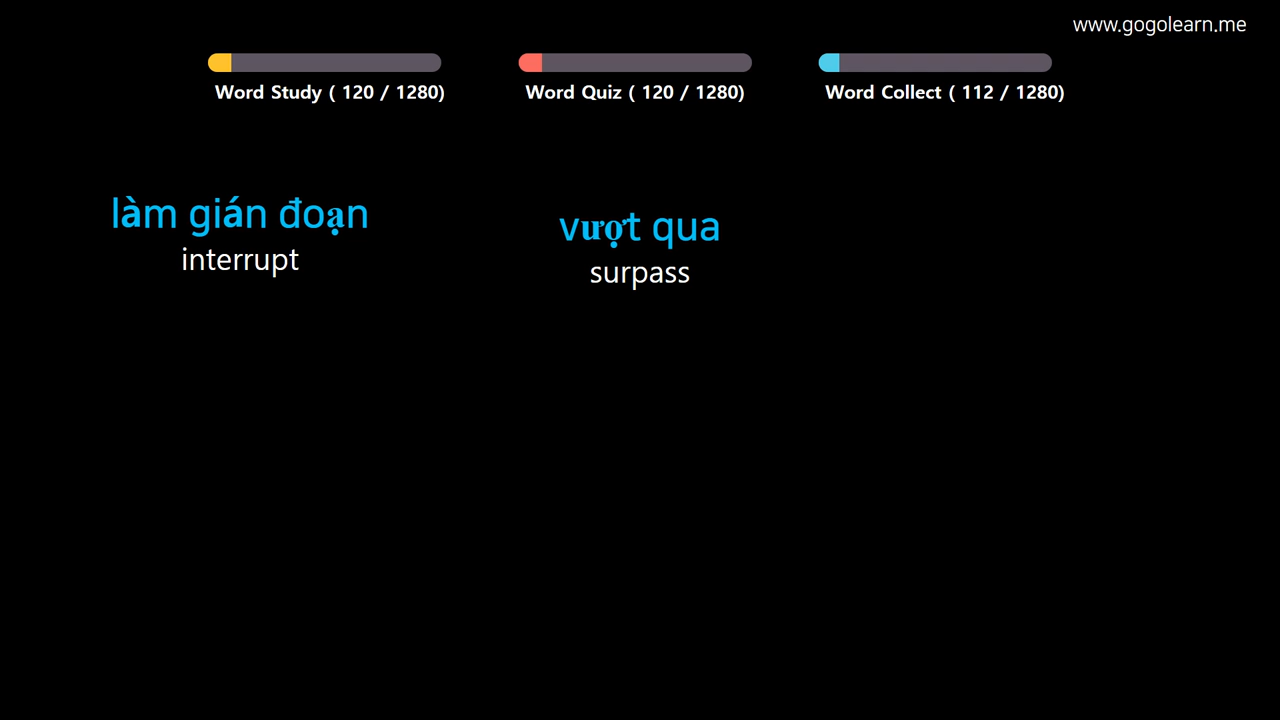 www.gogolearn.me
Word Study ( 120 / 1280)
Word Quiz ( 120 / 1280)
Word Collect ( 112 / 1280)
làm gián đoạn
interrupt
vượt qua
surpass